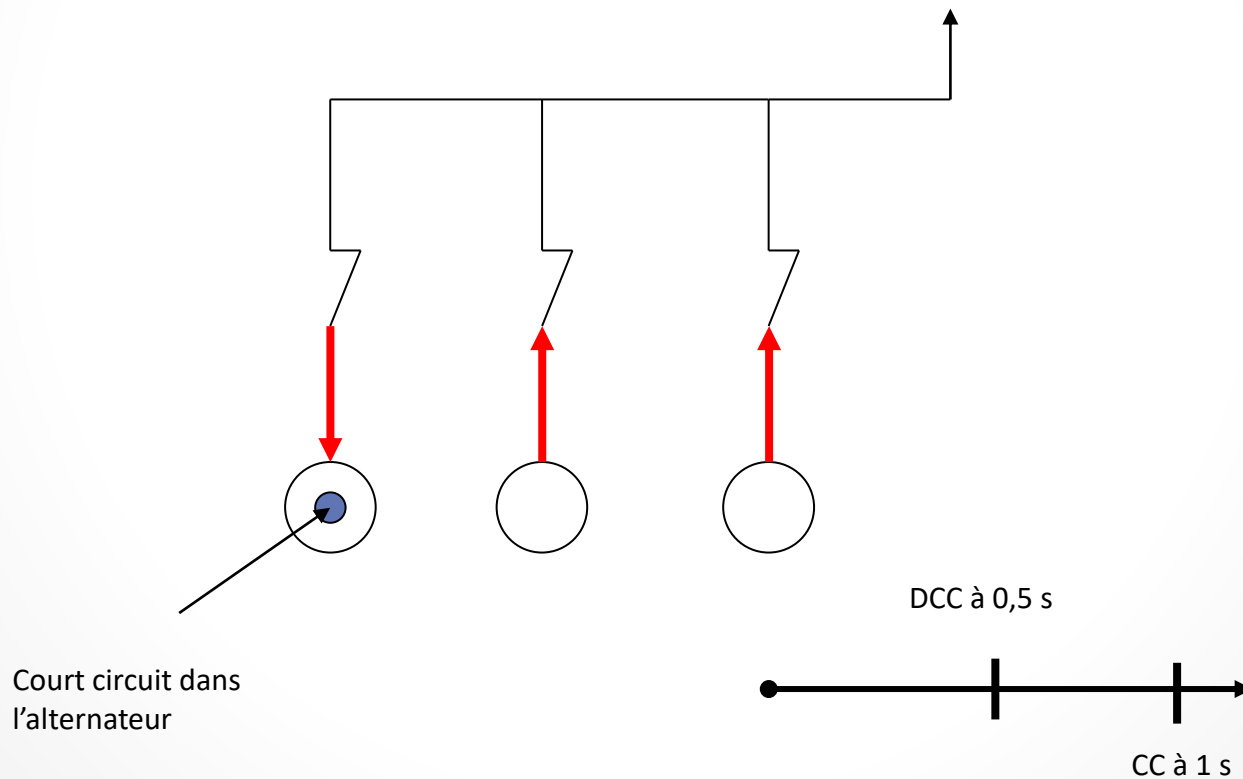 DCC à 0,5 s
Court circuit dans
l'alternateur
CC à 1 s